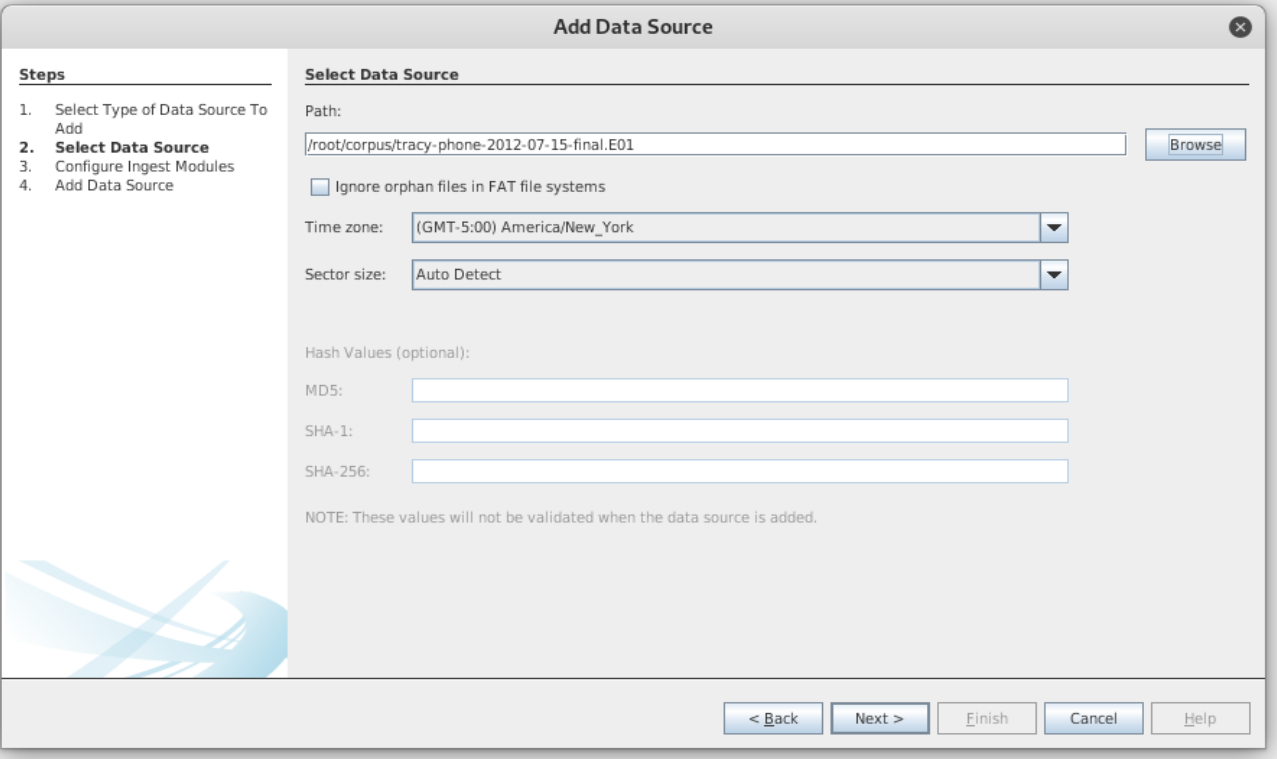 Add Data Source
Steps
1. Select Type of Data Source To
Add
2. Select Data Source
3. Configure Ingest Modules
4. Add Data Source
Select Data Source
Path:
/root/corpus/tracy-phone-2012-07-15-final.E01
Browse
Ignore orphan files in FAT file systems
Time zone: (GMT-5:00) America/New_York
Sector size: Auto Detect
Hash Values (optional):
MD5:
SHA-1:
SHA-256:
NOTE: These values will not be validated when the data source is added.
< Back Next > Finish Cancel Help